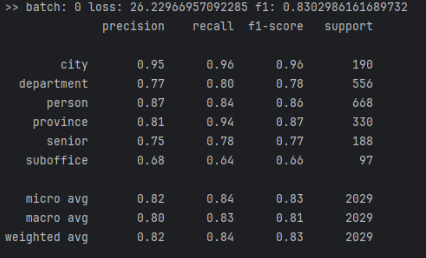 >> batch: 0 loss: 26.22966957092285 f1: 0.8302986161689732
precision recall f1-score support
city 0.95 0.96 0.96 190
department 0.77 0.80 0.78 556
person 0.87 0.84 0.86 668
province 0.81 0.94 0.87 330
senior 0.75 0.78 0.77 188
suboffice 0.68 0.64 0.66 97
micro avg 0.82 0.84 0.83 2029
macro avg 0.80 0.83 0.81 2029
weighted avg 0.82 0.84 0.83 2029